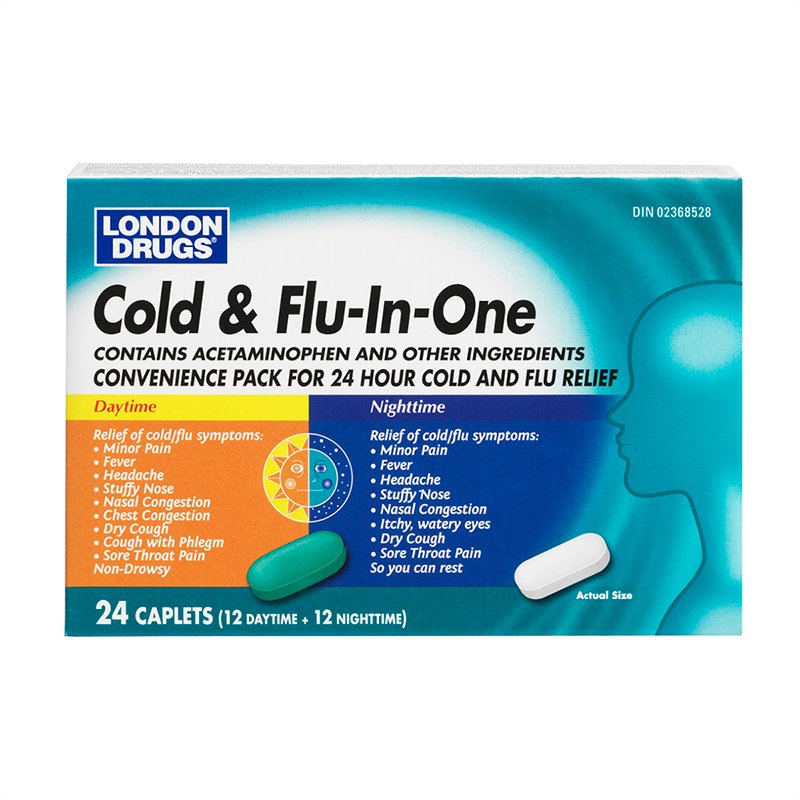 LONDON
DRUGS®
DIN 02368528
Cold & Flu-In-One
CONTAINS ACETAMINOPHEN AND OTHER INGREDIENTS
CONVENIENCE PACK FOR 24 HOUR COLD AND FLU RELIEF
Daytime
Relief of cold/flu symptoms:
• Minor Pain
• Fever
• Headache
• Stuffy Nose
• Nasal Congestion
• Chest Congestion
• Dry Cough
• Cough with Phlegm
• Sore Throat Pain
Non-Drowsy
Nighttime
Relief of cold/flu symptoms:
• Minor Pain
• Fever
• Headache
• Stuffy Nose
• Nasal Congestion
• Itchy, watery eyes
• Dry Cough
• Sore Throat Pain
So you can rest
Actual Size
24 CAPLETS (12 DAYTIME + 12 NIGHTTIME)